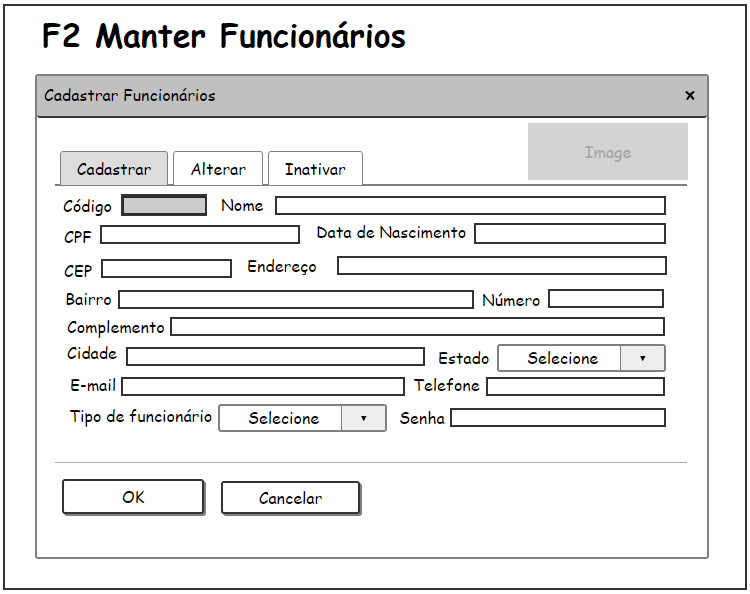 F2 Manter Funcionários
Cadastrar Funcionários ×
Image
Cadastrar Alterar Inativar
Código Nome
CPF Data de Nascimento
CEP Endereço
Bairro Número
Complemento
Cidade Estado Selecione ▼
E-mail Telefone
Tipo de funcionário Selecione ▼ Senha
OK Cancelar